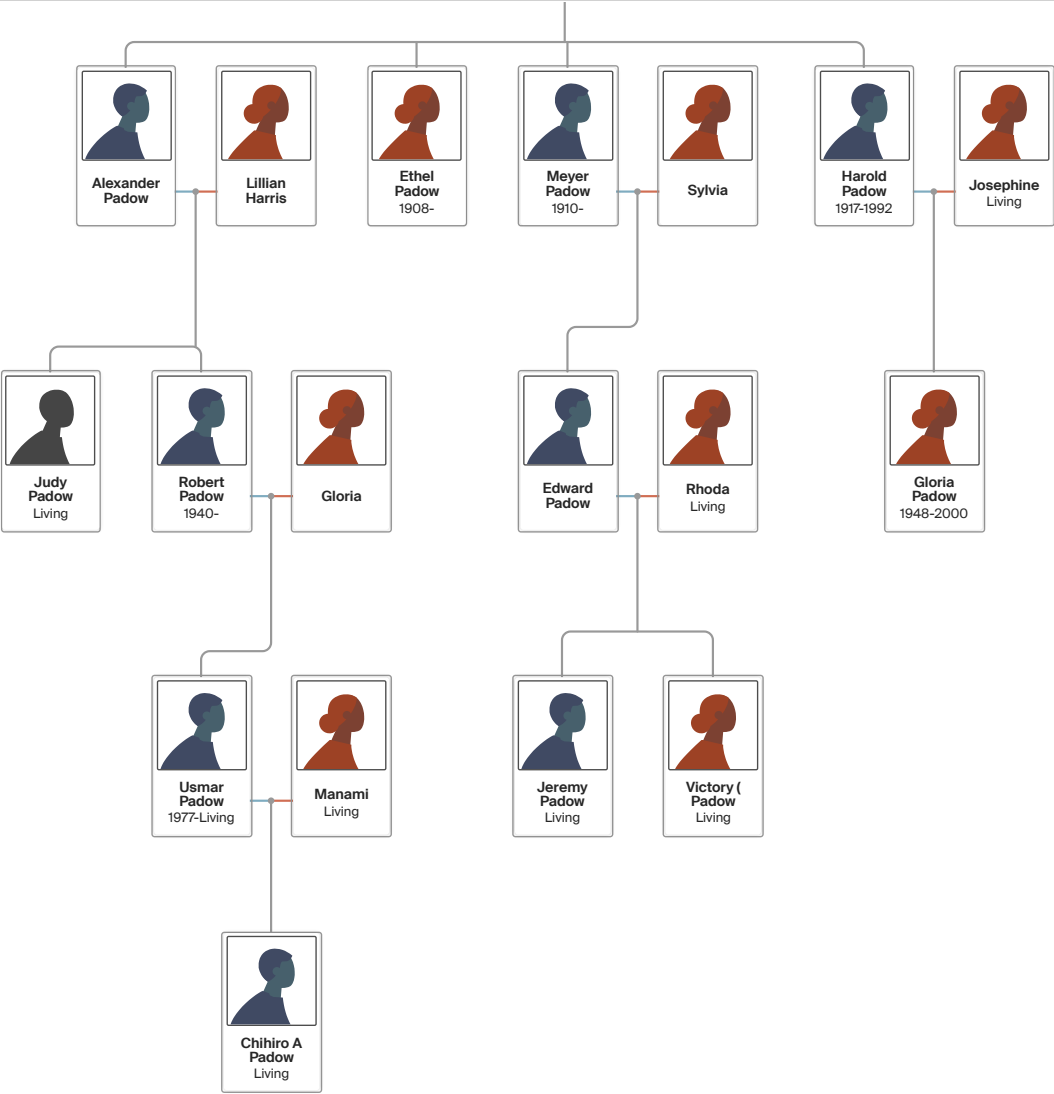 Alexander
Padow
Lillian
Harris
Ethel
Padow
1908-
Meyer
Padow
1910-
Sylvia
Harold
Padow
1917-1992
Josephine
Living
Judy
Padow
Living
Robert
Padow
1940-
Gloria
Edward
Padow
Rhoda
Living
Gloria
Padow
1948-2000
Usmar
Padow
1977-Living
Manami
Living
Jeremy
Padow
Living
Victory (
Padow
Living
Chihiro A
Padow
Living